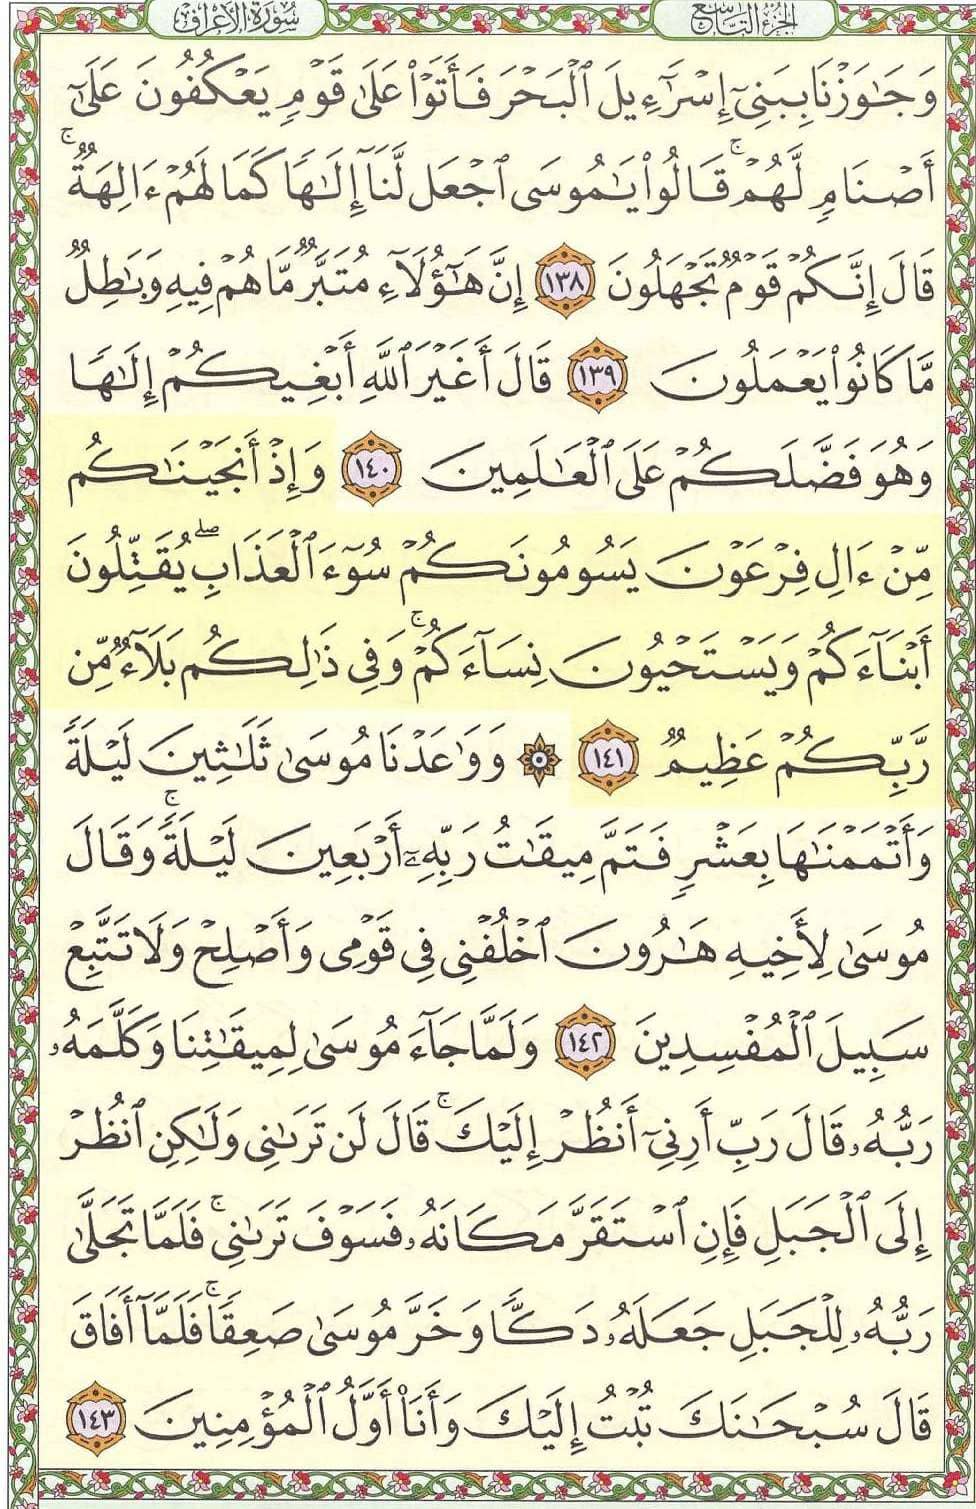 الجزء التاسع
سورة الأعراف
وَجَٰوَزْنَا بِبَنِىٓ إِسْرَٰٓءِيلَ ٱلْبَحْرَ فَأَتَوْا۟ عَلَىٰ قَوْمٍ يَعْكُفُونَ عَلَىٰٓ
أَصْنَامٍ لَّهُمْ ۚ قَالُوا۟ يَٰمُوسَى ٱجْعَل لَّنَآ إِلَٰهًا كَمَا لَهُمْ ءَالِهَةٌ ۚ
قَالَ إِنَّكُمْ قَوْمٌ تَجْهَلُونَ ١٣٨ إِنَّ هَٰٓؤُلَآءِ مُتَبَّرٌ مَّا هُمْ فِيهِ وَبَٰطِلٌ
مَّا كَانُوا۟ يَعْمَلُونَ ١٣٩ قَالَ أَغَيْرَ ٱللَّهِ أَبْغِيكُمْ إِلَٰهًا
وَهُوَ فَضَّلَكُمْ عَلَى ٱلْعَٰلَمِينَ ١٤٠ وَإِذْ أَنجَيْنَٰكُم
مِّنْ ءَالِ فِرْعَوْنَ يَسُومُونَكُمْ سُوٓءَ ٱلْعَذَابِ ۖ يُقَتِّلُونَ
أَبْنَآءَكُمْ وَيَسْتَحْيُونَ نِسَآءَكُمْ ۚ وَفِى ذَٰلِكُم بَلَآءٌ مِّن
رَّبِّكُمْ عَظِيمٌ ١٤١ ۞ وَوَٰعَدْنَا مُوسَىٰ ثَلَٰثِينَ لَيْلَةً
وَأَتْمَمْنَٰهَا بِعَشْرٍ فَتَمَّ مِيقَٰتُ رَبِّهِۦٓ أَرْبَعِينَ لَيْلَةً ۚ وَقَالَ
مُوسَىٰ لِأَخِيهِ هَٰرُونَ ٱخْلُفْنِى فِى قَوْمِى وَأَصْلِحْ وَلَا تَتَّبِعْ
سَبِيلَ ٱلْمُفْسِدِينَ ١٤٢ وَلَمَّا جَآءَ مُوسَىٰ لِمِيقَٰتِنَا وَكَلَّمَهُۥ
رَبُّهُۥ قَالَ رَبِّ أَرِنِىٓ أَنظُرْ إِلَيْكَ ۚ قَالَ لَن تَرَىٰنِى وَلَٰكِنِ ٱنظُرْ
إِلَى ٱلْجَبَلِ فَإِنِ ٱسْتَقَرَّ مَكَانَهُۥ فَسَوْفَ تَرَىٰنِى ۚ فَلَمَّا تَجَلَّىٰ
رَبُّهُۥ لِلْجَبَلِ جَعَلَهُۥ دَكًّا وَخَرَّ مُوسَىٰ صَعِقًا ۚ فَلَمَّآ أَفَاقَ
قَالَ سُبْحَٰنَكَ تُبْتُ إِلَيْكَ وَأَنَا۠ أَوَّلُ ٱلْمُؤْمِنِينَ ١٤٣